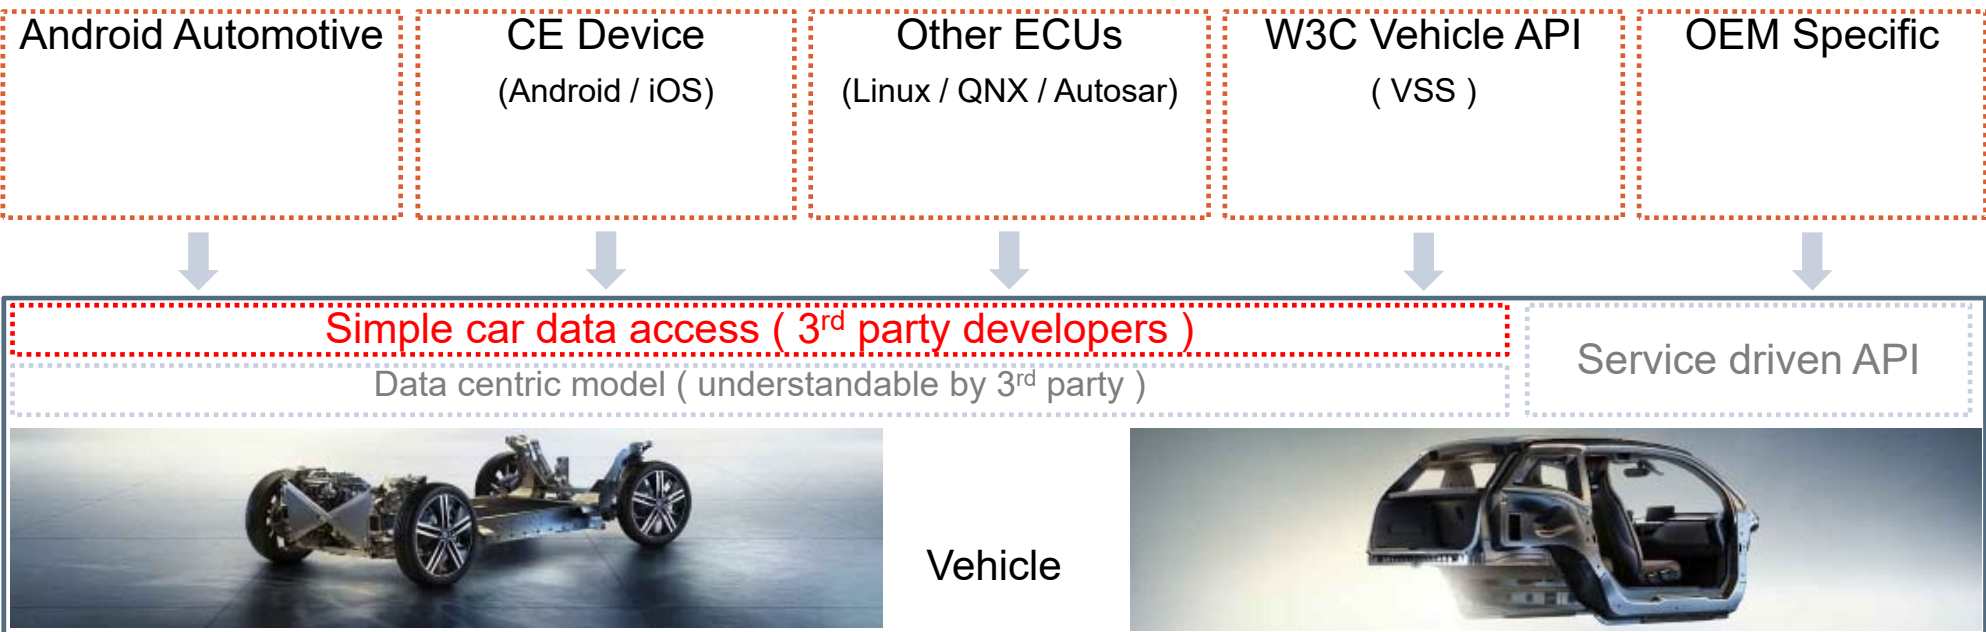 Android Automotive
CE Device
(Android / iOS)
Other ECUs
(Linux / QNX / Autosar)
W3C Vehicle API
( VSS )
OEM Specific
Simple car data access ( 3rd party developers )
Data centric model ( understandable by 3rd party )
Service driven API
Vehicle